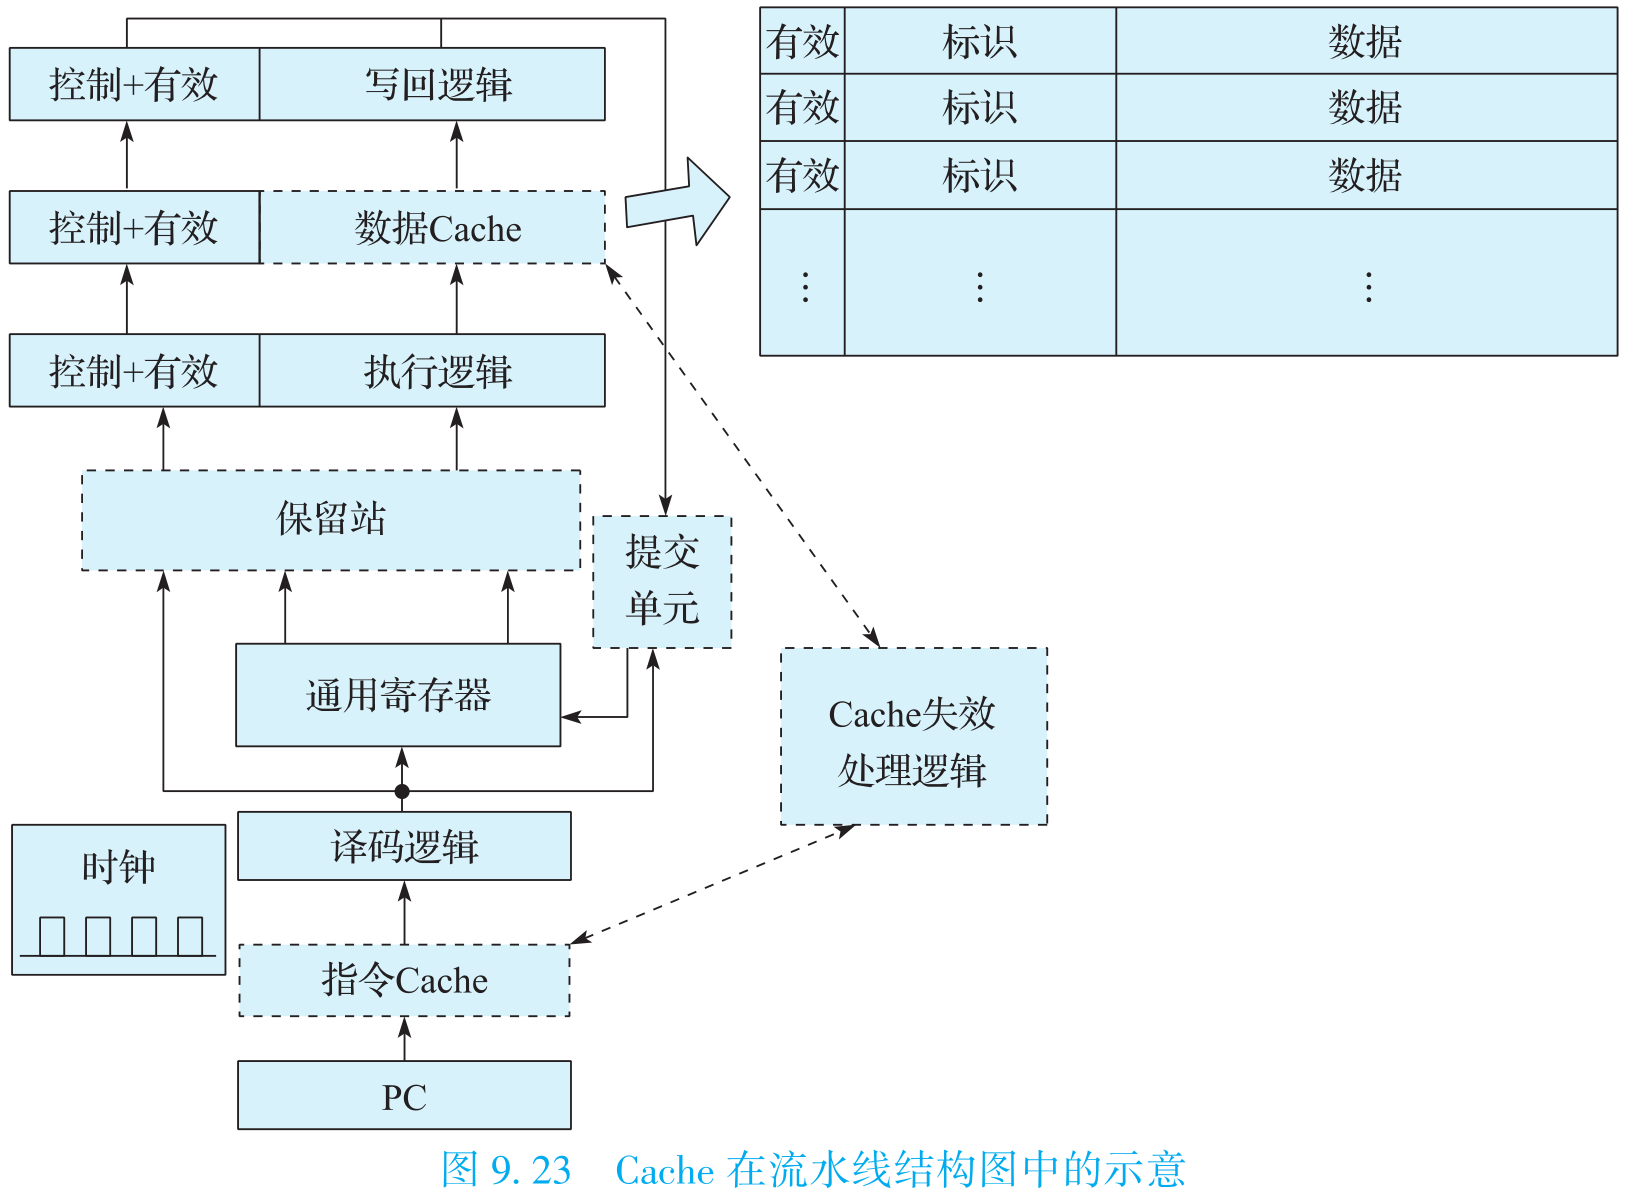 控制+有效 写回逻辑
控制+有效 数据Cache
控制+有效 执行逻辑
保留站
提交
单元
通用寄存器
译码逻辑
时钟
指令Cache
PC
Cache失效
处理逻辑
有效 标识 数据
有效 标识 数据
有效 标识 数据
⋮ ⋮ ⋮
图 9.23 Cache 在流水线结构图中的示意